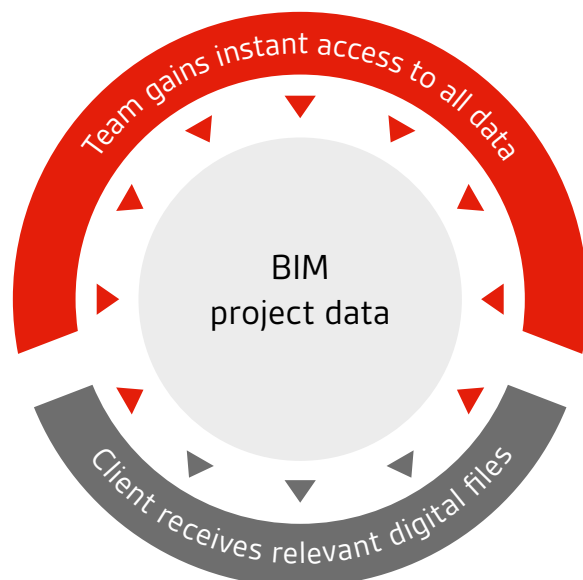 Team gains instant access to all data
BIM
project data
Client receives relevant digital files